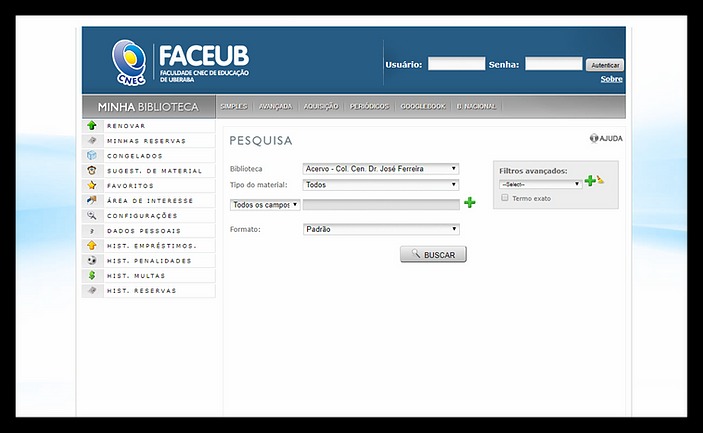 CNEC
FACEUB
FACULDADE CNEC DE EDUCAÇÃO
DE UBERABA
Usuário: Senha: Autenticar
Sobre
MINHA BIBLIOTECA
SIMPLES AVANÇADA AQUISIÇÃO PERIÓDICOS GOOGLEBOOK B. NACIONAL
RENOVAR
MINHAS RESERVAS
CONGELADOS
SUGEST. DE MATERIAL
FAVORITOS
ÁREA DE INTERESSE
CONFIGURAÇÕES
DADOS PESSOAIS
HIST. EMPRÉSTIMOS.
HIST. PENALIDADES
HIST. MULTAS
HIST. RESERVAS
PESQUISA
AJUDA
Biblioteca Acervo - Col. Cen. Dr. José Ferreira
Tipo do material: Todos
Todos os campos
Formato: Padrão
BUSCAR
Filtros avançados:
--Select--
Termo exato